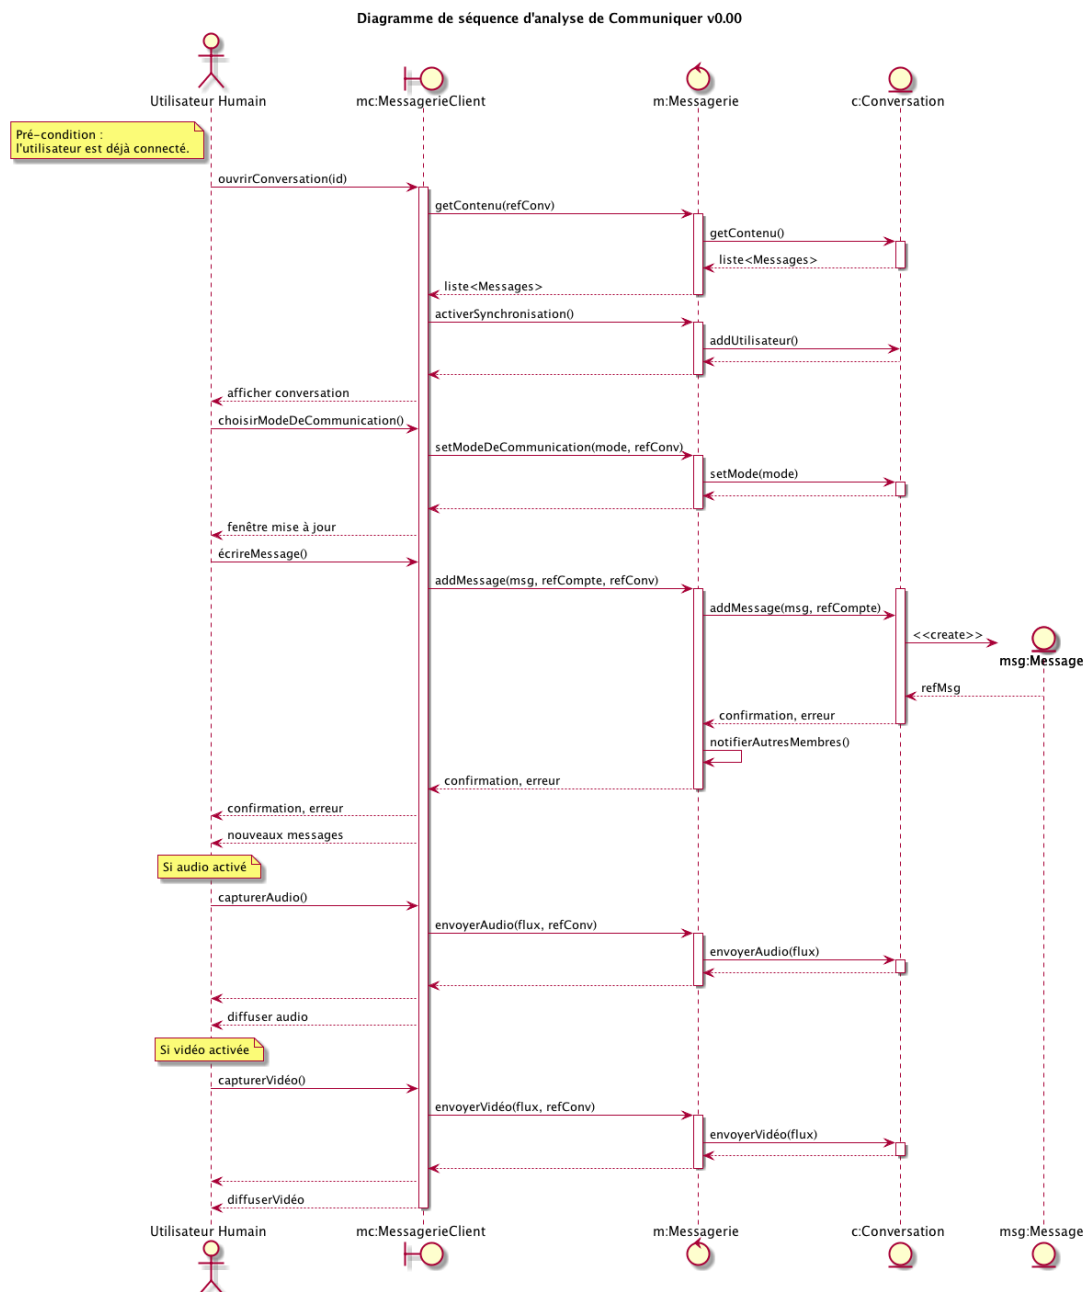 Diagramme de séquence d'analyse de Communiquer v0.00
Utilisateur Humain
mc:MessagerieClient
m:Messagerie
c:Conversation
Pré-condition :
l'utilisateur est déjà connecté.
ouvrirConversation(id)
getContenu(refConv)
getContenu()
liste<Messages>
liste<Messages>
activerSynchronisation()
addUtilisateur()
afficher conversation
choisirModeDeCommunication()
setModeDeCommunication(mode, refConv)
setMode(mode)
fenêtre mise à jour
écrireMessage()
addMessage(msg, refCompte, refConv)
addMessage(msg, refCompte)
<<create>>
msg:Message
refMsg
confirmation, erreur
notifierAutresMembres()
confirmation, erreur
confirmation, erreur
nouveaux messages
Si audio activé
capturerAudio()
envoyerAudio(flux, refConv)
envoyerAudio(flux)
diffuser audio
Si vidéo activée
capturerVidéo()
envoyerVidéo(flux, refConv)
envoyerVidéo(flux)
diffuserVidéo
Utilisateur Humain
mc:MessagerieClient
m:Messagerie
c:Conversation
msg:Message